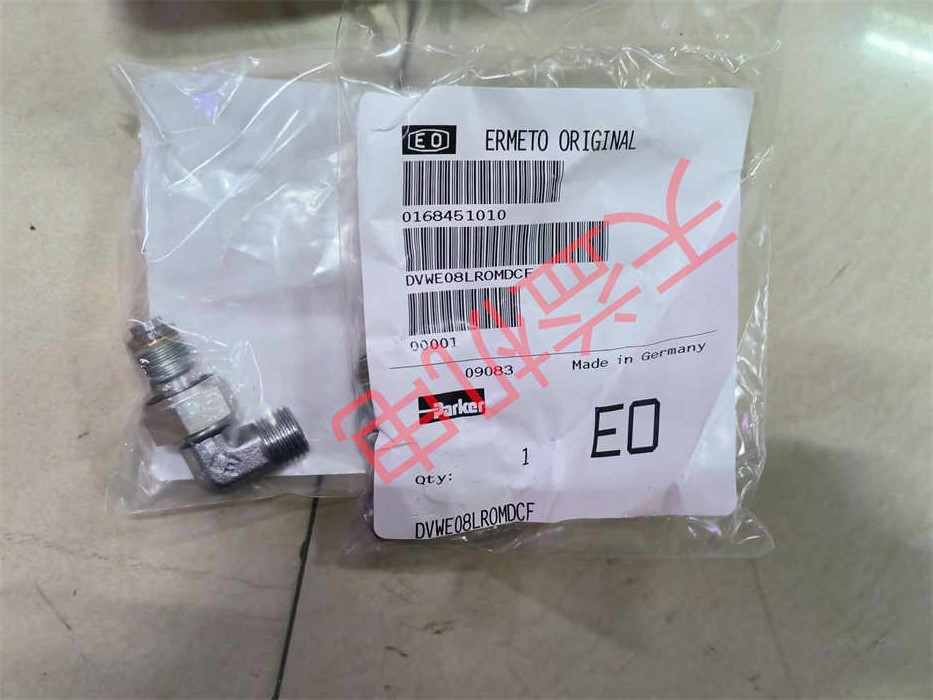 EO ERMETO ORIGINAL
0168451010
DVWE08LROMDCF
00001
09083 Made in Germany
Parker
EO
Qty: 1
DVWE08LROMDCF